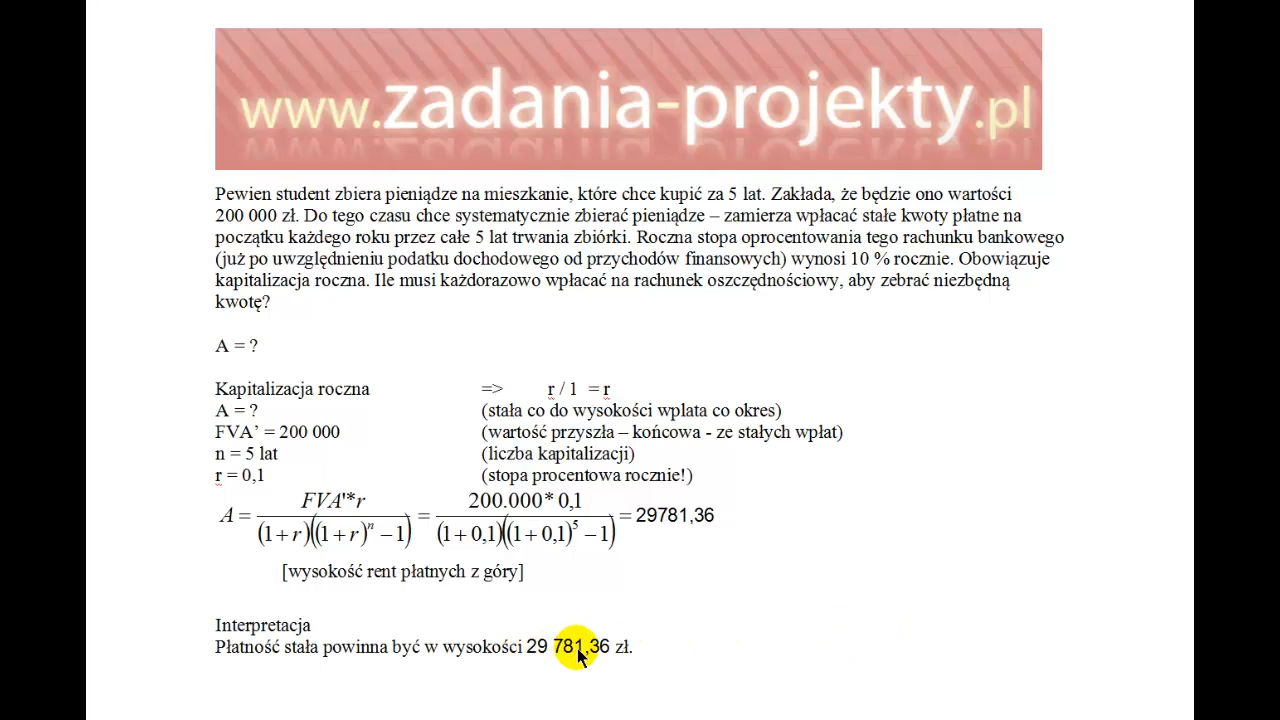 www.zadania-projekty.pl
Pewien student zbiera pieniądze na mieszkanie, które chce kupić za 5 lat. Zakłada, że będzie ono wartości
200 000 zł. Do tego czasu chce systematycznie zbierać pieniądze – zamierza wpłacać stałe kwoty płatne na
początku każdego roku przez całe 5 lat trwania zbiórki. Roczna stopa oprocentowania tego rachunku bankowego
(już po uwzględnieniu podatku dochodowego od przychodów finansowych) wynosi 10 % rocznie. Obowiązuje
kapitalizacja roczna. Ile musi każdorazowo wpłacać na rachunek oszczędnościowy, aby zebrać niezbędną
kwotę?
A = ?
Kapitalizacja roczna => r / 1 = r
A = ? (stała co do wysokości wplata co okres)
FVA’ = 200 000 (wartość przyszła – końcowa - ze stałych wpłat)
n = 5 lat (liczba kapitalizacji)
r = 0,1 (stopa procentowa rocznie!)
A = FVA'*r / (1+r)((1+r)^n −1) = 200.000*0,1 / (1+0,1)((1+0,1)^5 −1) = 29781,36
[wysokość rent płatnych z góry]
Interpretacja
Płatność stała powinna być w wysokości 29 781,36 zł.